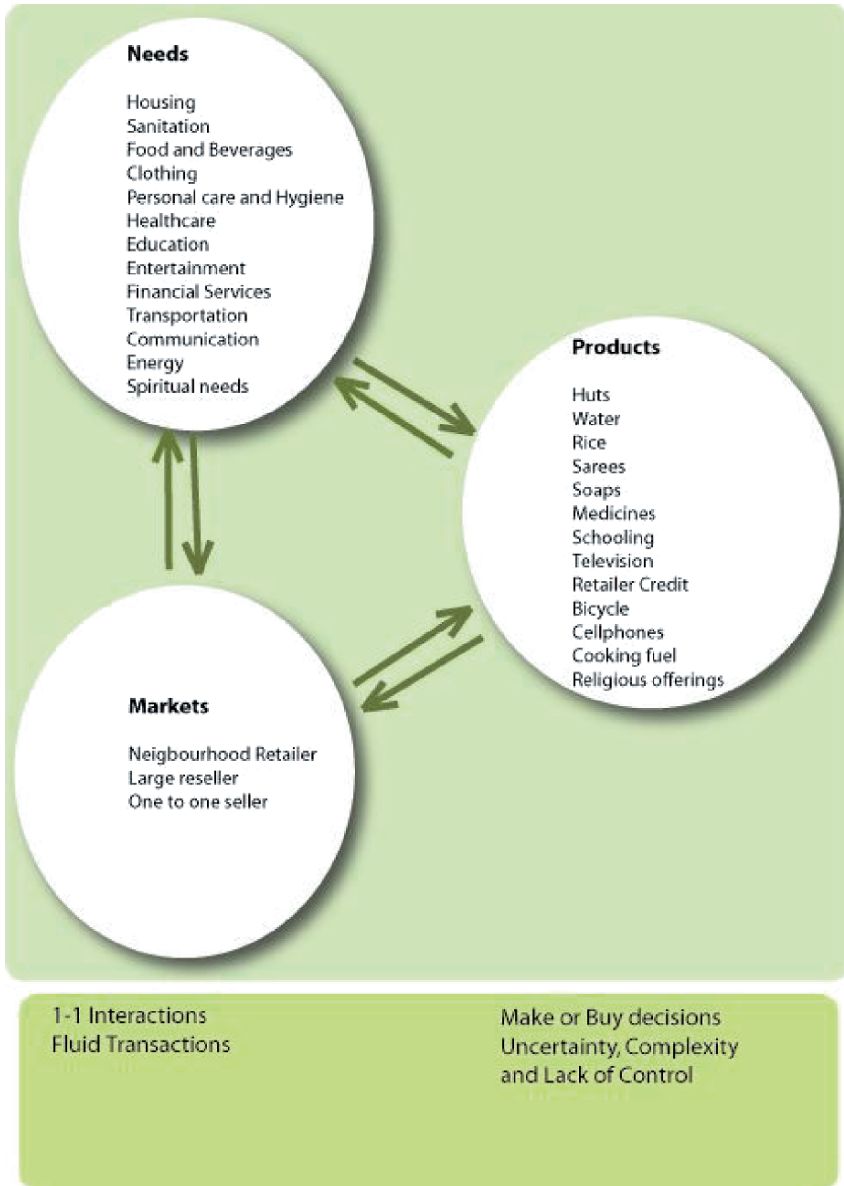 Needs
Housing
Sanitation
Food and Beverages
Clothing
Personal care and Hygiene
Healthcare
Education
Entertainment
Financial Services
Transportation
Communication
Energy
Spiritual needs
Products
Huts
Water
Rice
Sarees
Soaps
Medicines
Schooling
Television
Retailer Credit
Bicycle
Cellphones
Cooking fuel
Religious offerings
Markets
Neigbourhood Retailer
Large reseller
One to one seller
1-1 Interactions
Fluid Transactions
Make or Buy decisions
Uncertainty, Complexity
and Lack of Control